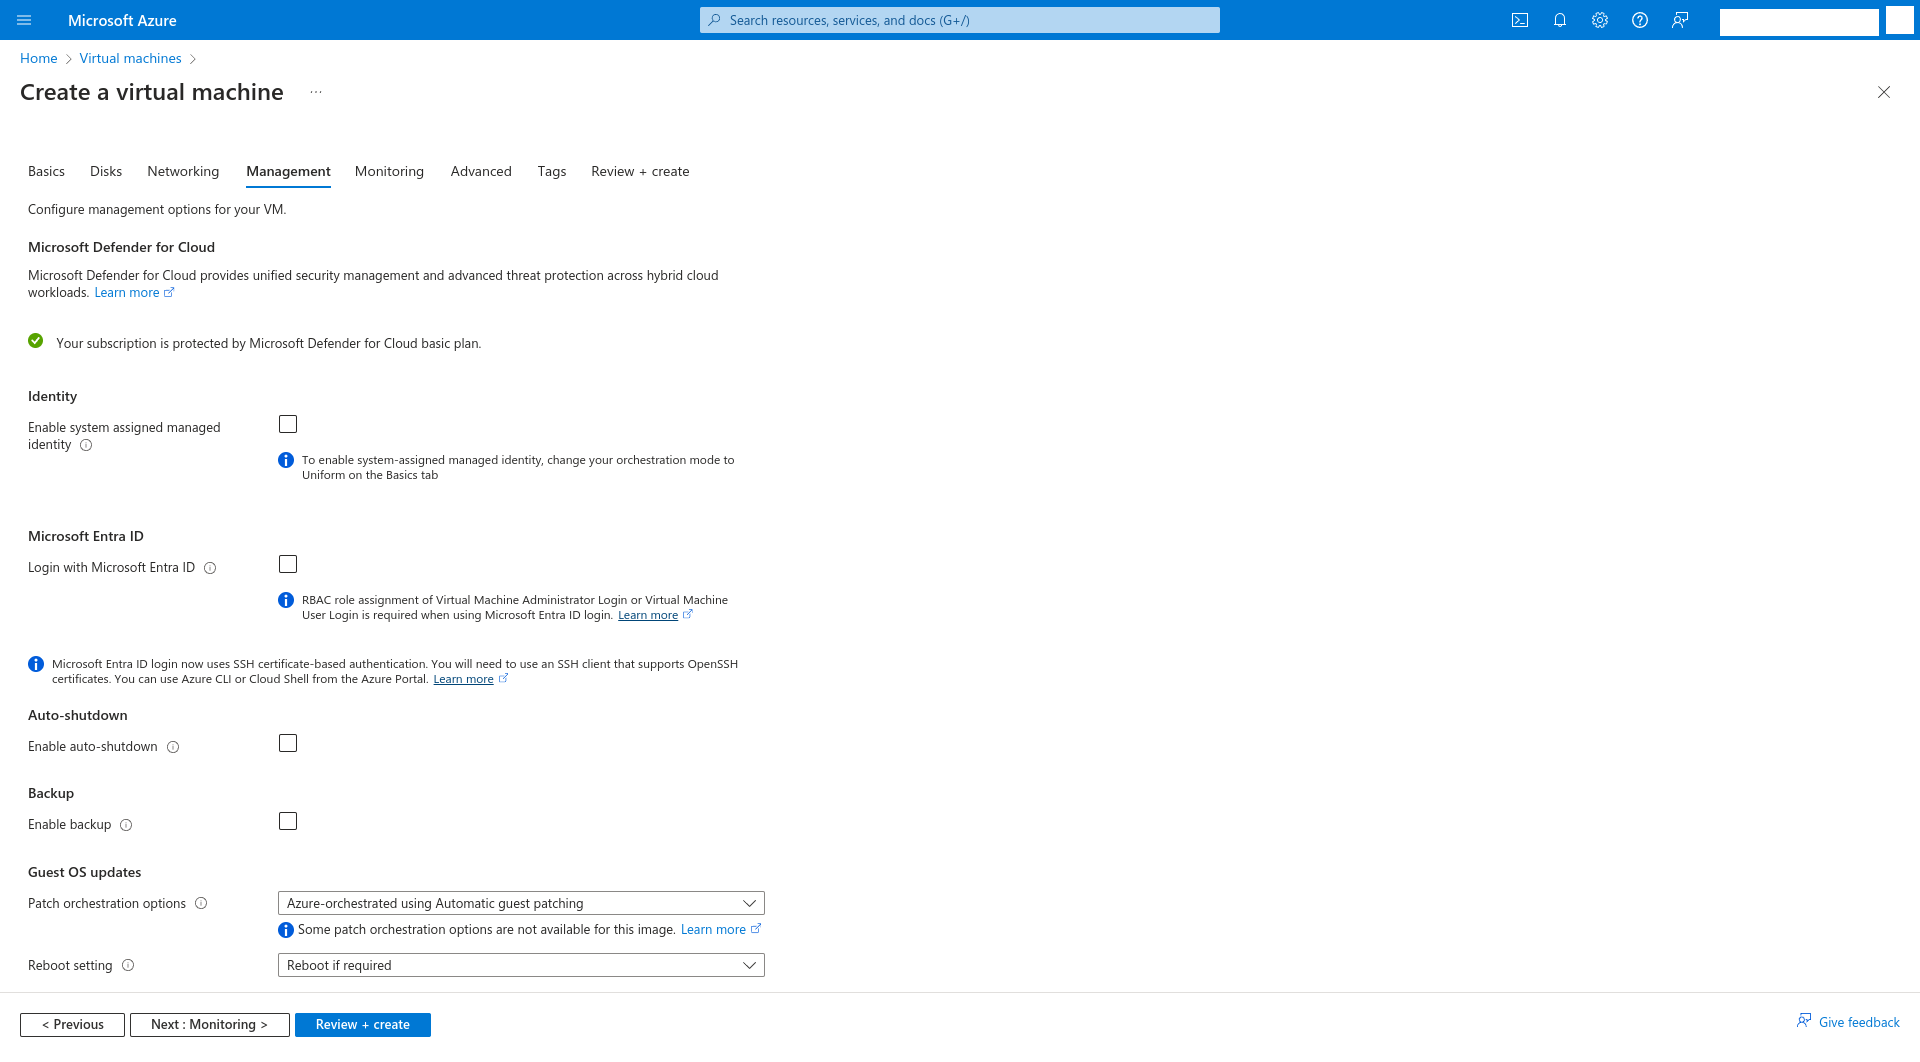 Microsoft Azure
Search resources, services, and docs (G+/)
Home
Virtual machines
Create a virtual machine
...
Basics
Disks
Networking
Management
Monitoring
Advanced
Tags
Review + create
Configure management options for your VM.
Microsoft Defender for Cloud
Microsoft Defender for Cloud provides unified security management and advanced threat protection across hybrid cloud
workloads. Learn more
Your subscription is protected by Microsoft Defender for Cloud basic plan.
Identity
Enable system assigned managed
identity
To enable system-assigned managed identity, change your orchestration mode to
Uniform on the Basics tab
Microsoft Entra ID
Login with Microsoft Entra ID
RBAC role assignment of Virtual Machine Administrator Login or Virtual Machine
User Login is required when using Microsoft Entra ID login. Learn more
Microsoft Entra ID login now uses SSH certificate-based authentication. You will need to use an SSH client that supports OpenSSH
certificates. You can use Azure CLI or Cloud Shell from the Azure Portal. Learn more
Auto-shutdown
Enable auto-shutdown
Backup
Enable backup
Guest OS updates
Patch orchestration options
Azure-orchestrated using Automatic guest patching
Some patch orchestration options are not available for this image. Learn more
Reboot setting
Reboot if required
< Previous
Next : Monitoring >
Review + create
Give feedback